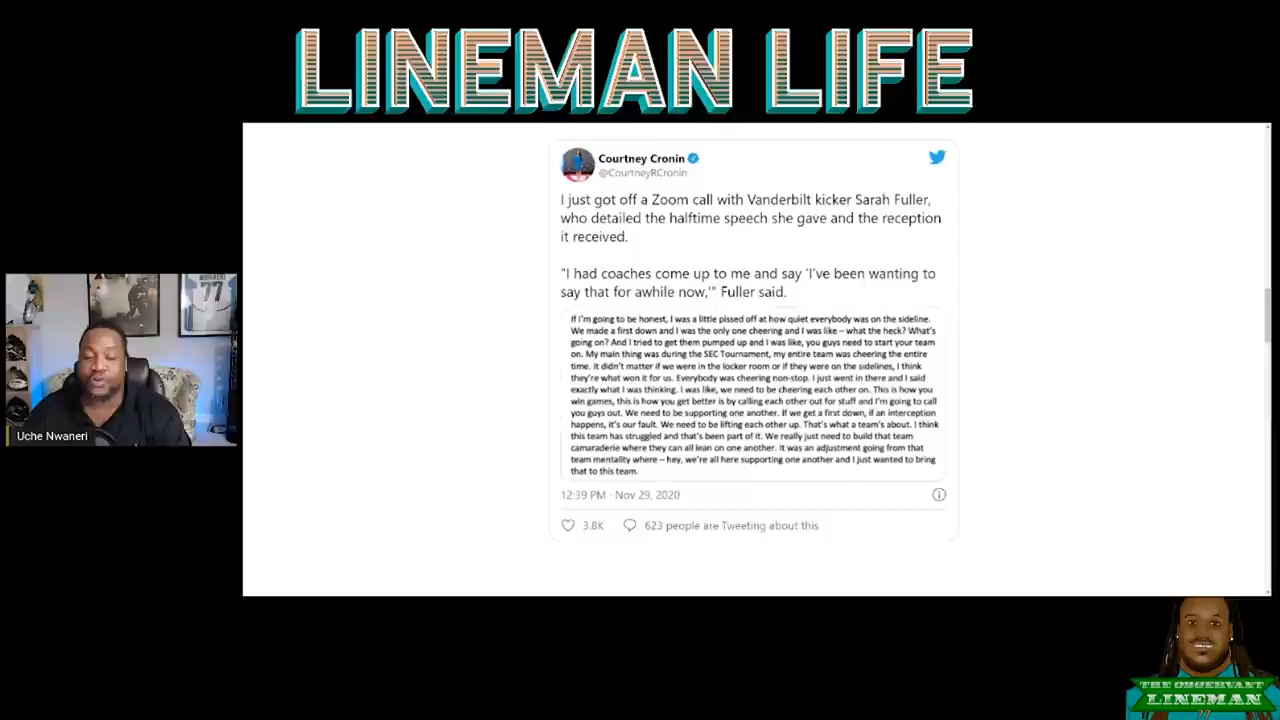 LINEMAN LIFE
Courtney Cronin
@CourtneyRCronin
I just got off a Zoom call with Vanderbilt kicker Sarah Fuller,
who detailed the halftime speech she gave and the reception
it received.
"I had coaches come up to me and say 'I've been wanting to
say that for awhile now,'" Fuller said.
If I'm going to be honest, I was a little pissed off at how quiet everybody was on the sideline.
We made a first down and I was the only one cheering and I was like – what the heck? What's
going on? And I tried to get them pumped up and I was like, you guys need to start your team
on. My main thing was during the SEC Tournament, my entire team was cheering the entire
time. It didn't matter if we were in the locker room or if they were on the sidelines, I think
they're what won it for us. Everybody was cheering non-stop. I just went in there and I said
exactly what I was thinking. I was like, we need to be cheering each other on. This is how you
win games, this is how you get better is by calling each other out for stuff and I'm going to call
you guys out. We need to be supporting one another. If we get a first down, if an interception
happens, it's our fault. We need to be lifting each other up. That's what a team's about. I think
this team has struggled and that's been part of it. We really just need to build that team
camaraderie where they can all lean on one another. It was an adjustment going from that
team mentality where – hey, we're all here supporting one another and I just wanted to bring
that to this team.
12:39 PM · Nov 29, 2020
3.8K 623 people are Tweeting about this
77
Uche Nwaneri
THE OBSERVANT
LINEMAN